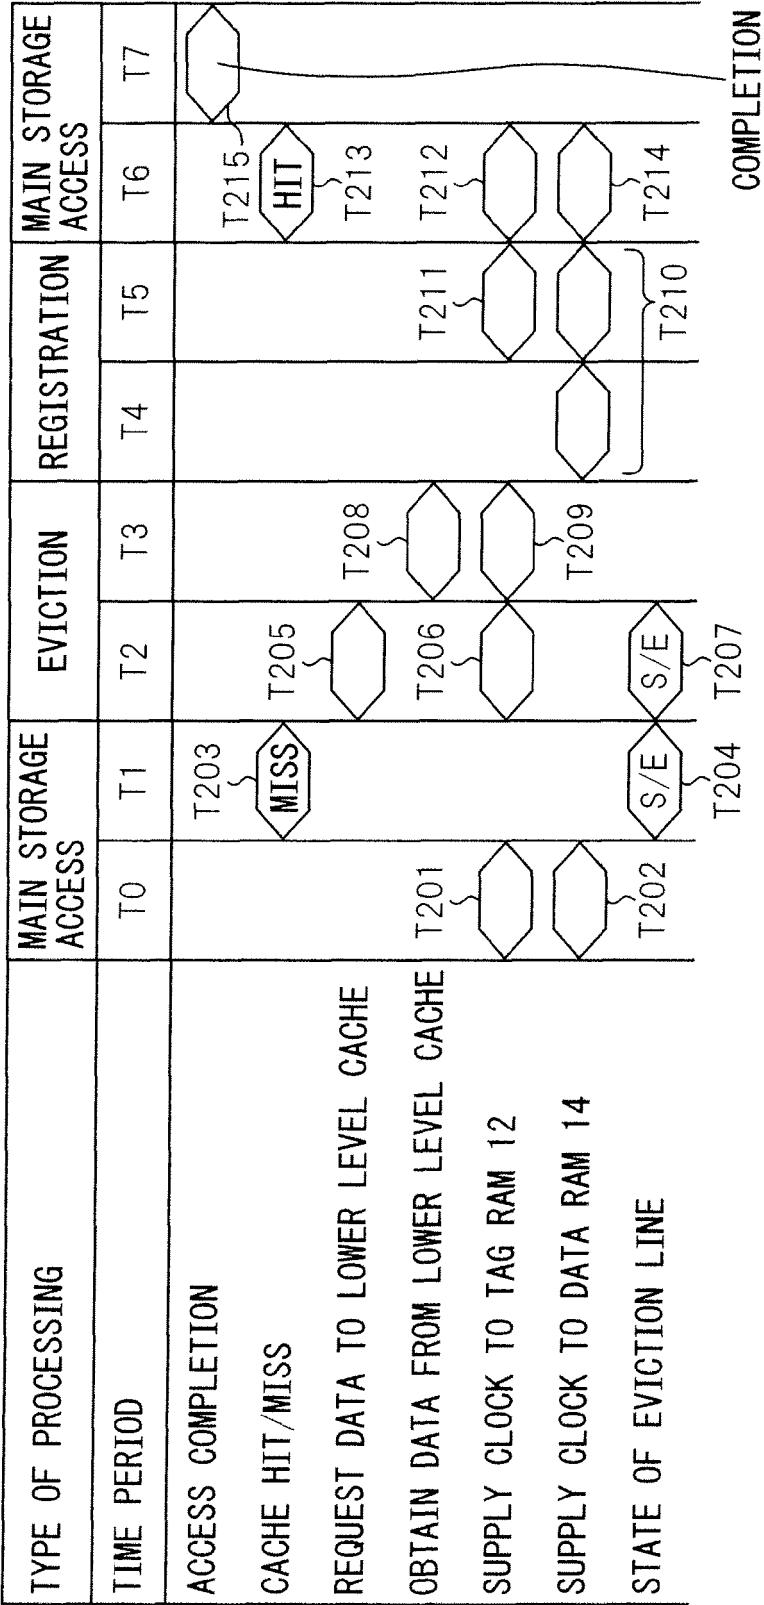 TYPE OF PROCESSING
MAIN STORAGE
ACCESS
EVICTION
REGISTRATION
MAIN STORAGE
ACCESS
TIME PERIOD
T0
T1
T2
T3
T4
T5
T6
T7
ACCESS COMPLETION
T215
CACHE HIT/MISS
T203
MISS
HIT
T213
REQUEST DATA TO LOWER LEVEL CACHE
T205
OBTAIN DATA FROM LOWER LEVEL CACHE
T208
SUPPLY CLOCK TO TAG RAM 12
T201
T206
T209
T211
T212
SUPPLY CLOCK TO DATA RAM 14
T202
T210
T214
STATE OF EVICTION LINE
S/E
T204
S/E
T207
COMPLETION